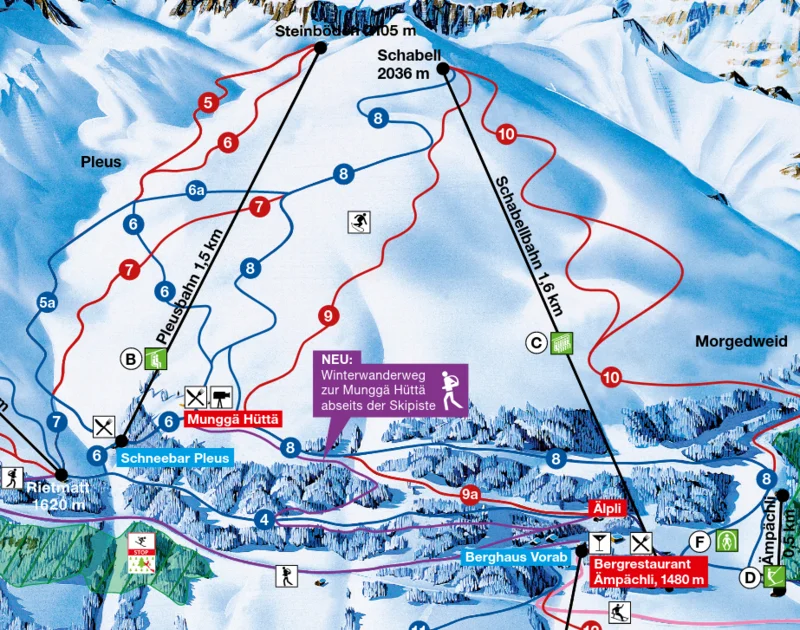 Steinböden 2105 m
Schabell
2036 m
5
8
10
6
Pleus
8
6a
7
6
Schabellbahn 1,6 km
7
8
6
Pleusbahn 1,5 km
5a
9
B
C
Morgedweid
NEU:
Winterwanderweg
zur Munggä Hüttä
abseits der Skipiste
10
m
7
6
Munggä Hüttä
8
6
Schneebar Pleus
8
8
Rietmatt
1620 m
9a
Älpli
4
Ämpächli
0,5 km
STOP
F
Berghaus Vorab
Bergrestaurant
Ämpächli, 1480 m
D
11